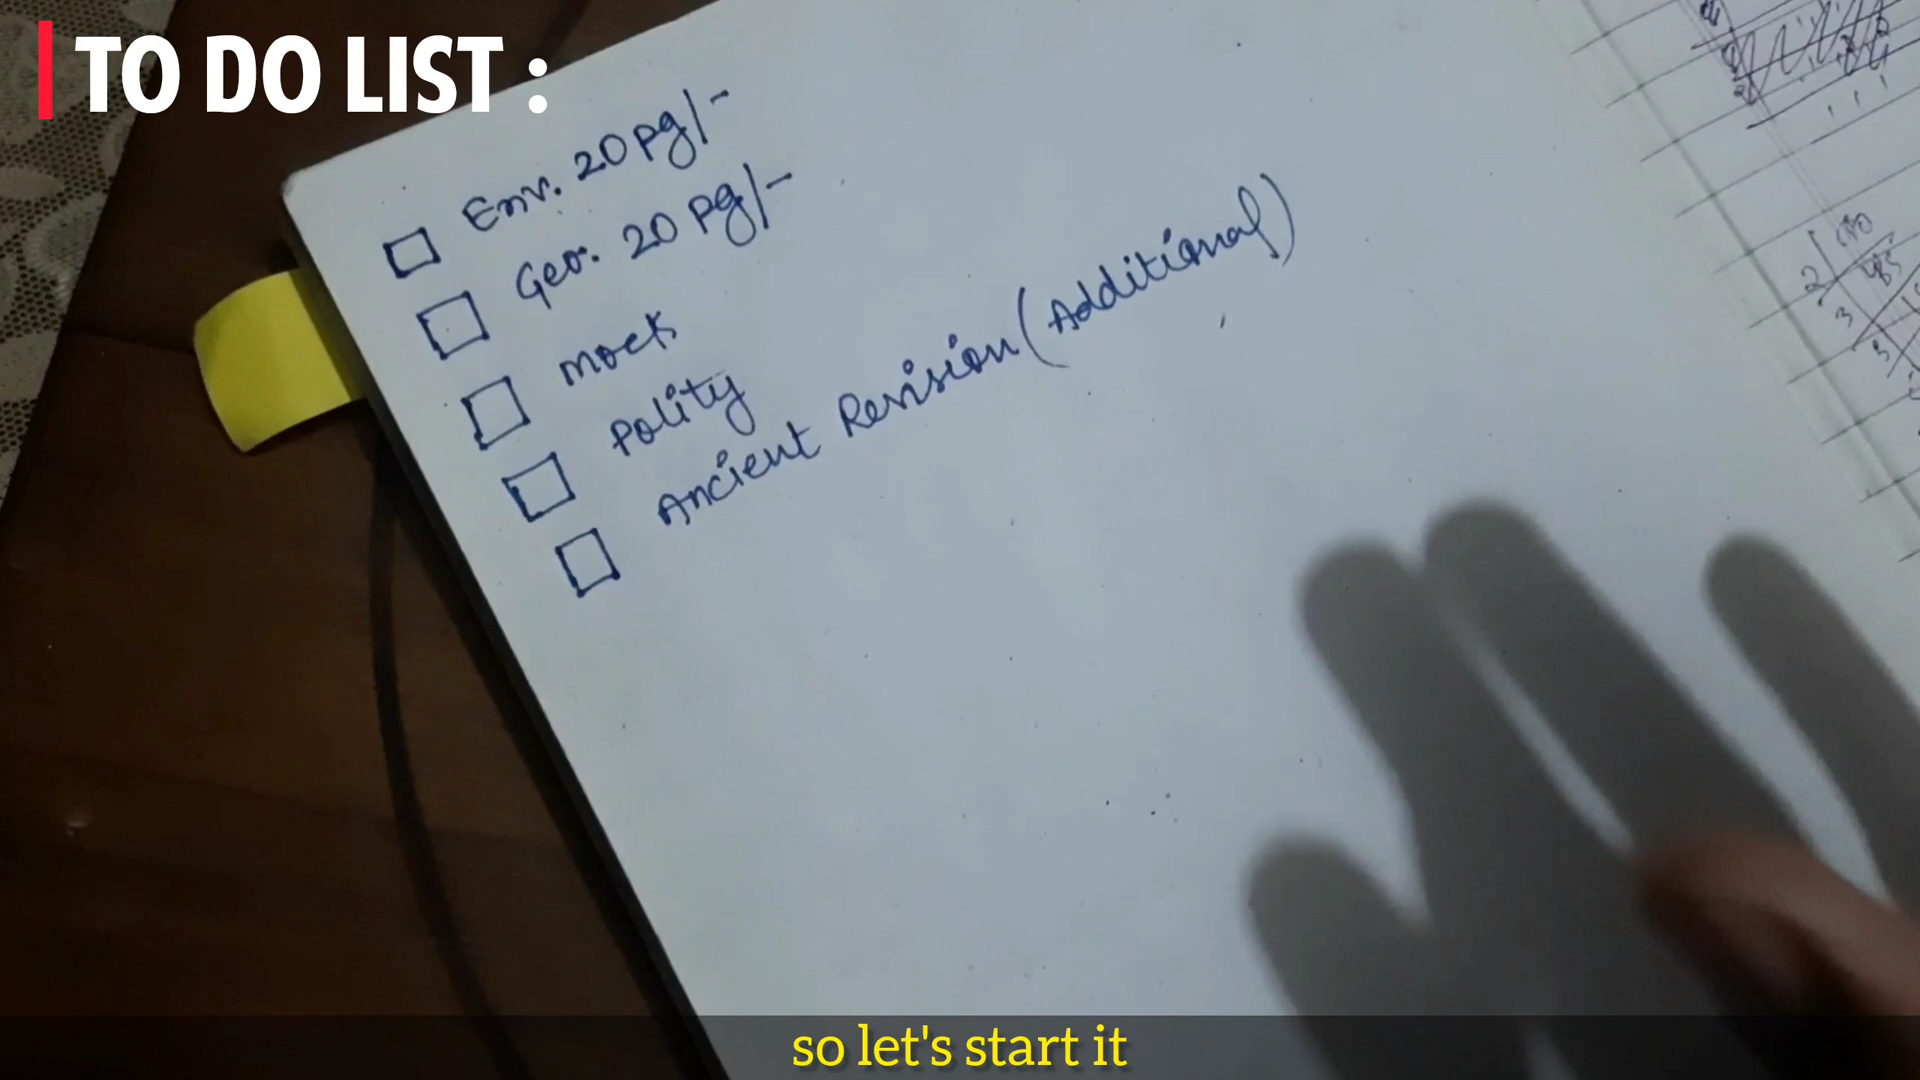 TO DO LIST :
Env. 20 pg/-
Geo. 20 pg/-
mock
Polity
Ancient Revision (Additional)
so let's start it